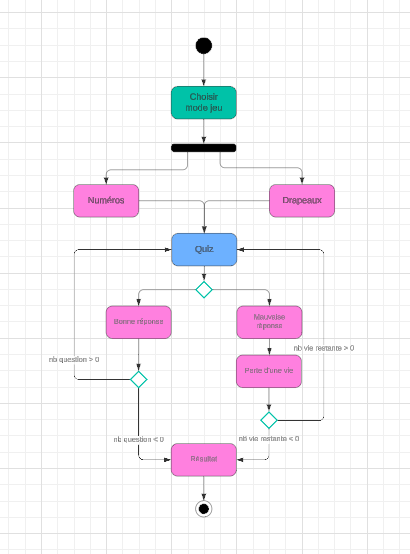 Choisir
mode jeu
Numéros
Drapeaux
Quiz
Bonne réponse
Mauvaise
réponse
nb vie restante > 0
nb question > 0
Perte d'une vie
nb question < 0
nb vie restante < 0
Résultat